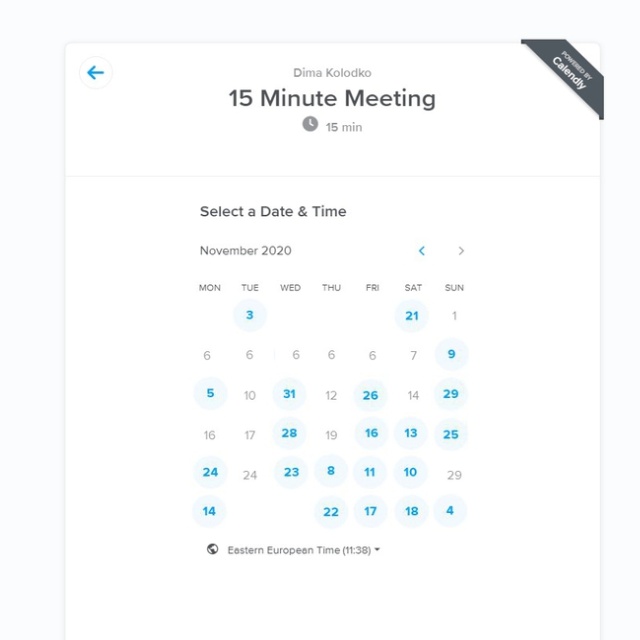 POWERED BY
Calendly
Dima Kolodko
15 Minute Meeting
15 min
Select a Date & Time
November 2020
MON TUE WED THU FRI SAT SUN
3 21 1
6 6 6 6 6 7 9
5 10 31 12 26 14 29
16 17 28 19 16 13 25
24 24 23 8 11 10 29
14 22 17 18 4
Eastern European Time (11:38)